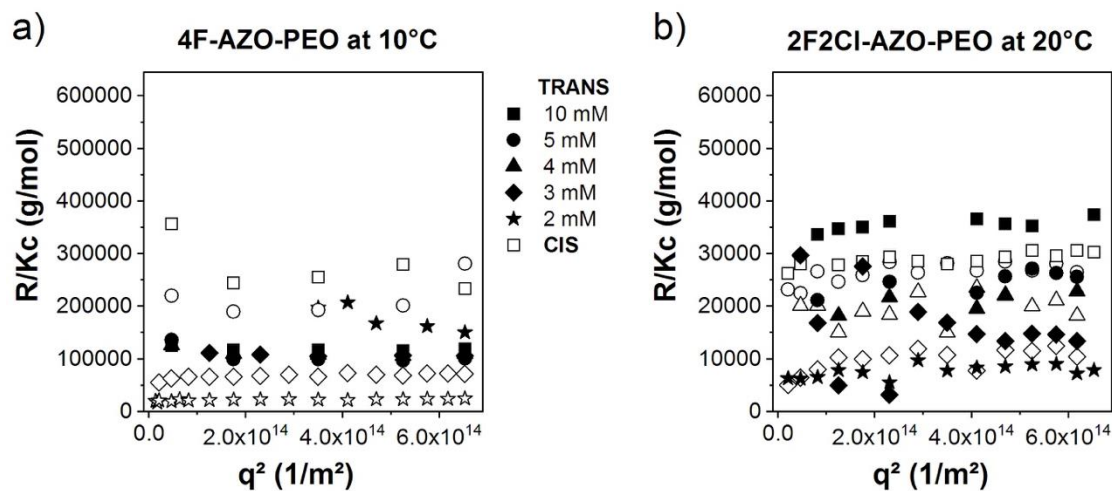 a)
4F-AZO-PEO at 10°C
R/Kc (g/mol)
600000
500000
400000
300000
200000
100000
0
0.0
2.0x10¹⁴
4.0x10¹⁴
6.0x10¹⁴
q² (1/m²)
TRANS
10 mM
5 mM
4 mM
3 mM
2 mM
CIS
b)
2F2Cl-AZO-PEO at 20°C
R/Kc (g/mol)
60000
50000
40000
30000
20000
10000
0
0.0
2.0x10¹⁴
4.0x10¹⁴
6.0x10¹⁴
q² (1/m²)